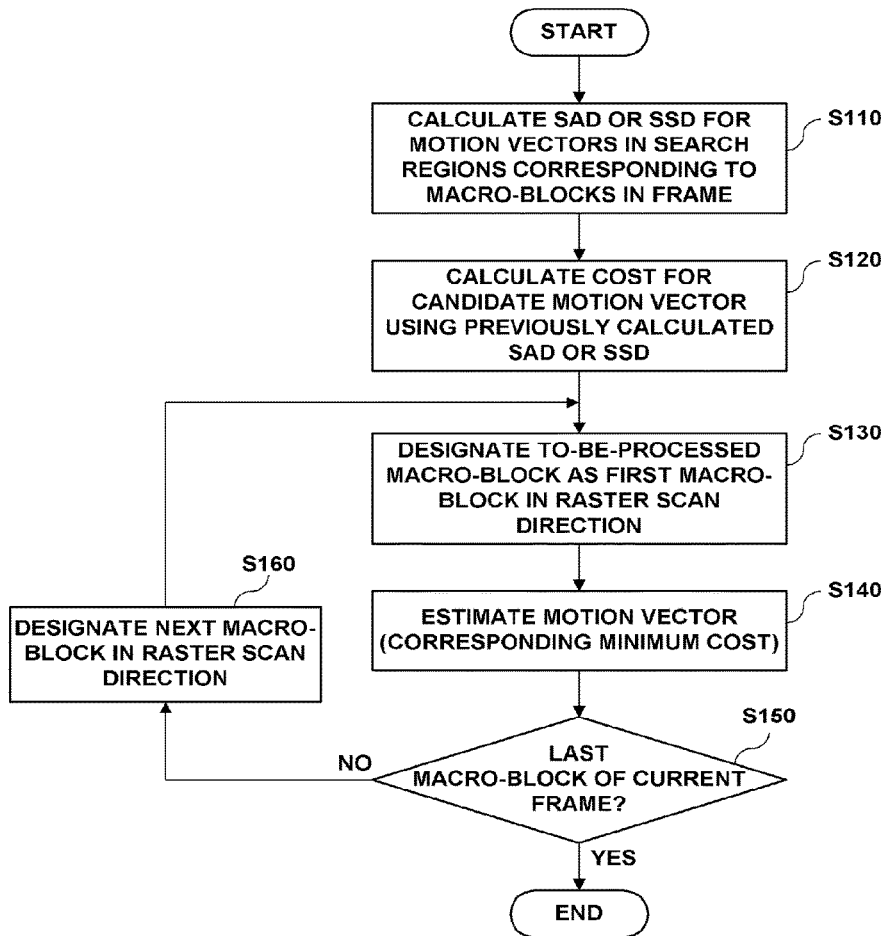 START
CALCULATE SAD OR SSD FOR
MOTION VECTORS IN SEARCH
REGIONS CORRESPONDING TO
MACRO-BLOCKS IN FRAME
S110
CALCULATE COST FOR
CANDIDATE MOTION VECTOR
USING PREVIOUSLY CALCULATED
SAD OR SSD
S120
DESIGNATE TO-BE-PROCESSED
MACRO-BLOCK AS FIRST MACRO-
BLOCK IN RASTER SCAN
DIRECTION
S130
ESTIMATE MOTION VECTOR
(CORRESPONDING MINIMUM COST)
S140
S160
DESIGNATE NEXT MACRO-
BLOCK IN RASTER SCAN
DIRECTION
LAST
MACRO-BLOCK OF CURRENT
FRAME?
S150
NO
YES
END